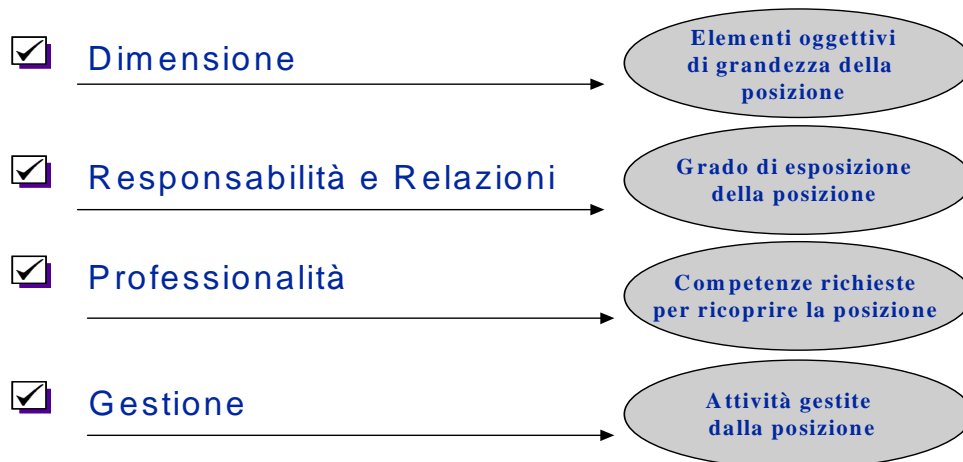 Dimensione
Elementi oggettivi
di grandezza della
posizione
Responsabilità e Relazioni
Grado di esposizione
della posizione
Professionalità
Competenze richieste
per ricoprire la posizione
Gestione
Attività gestite
dalla posizione